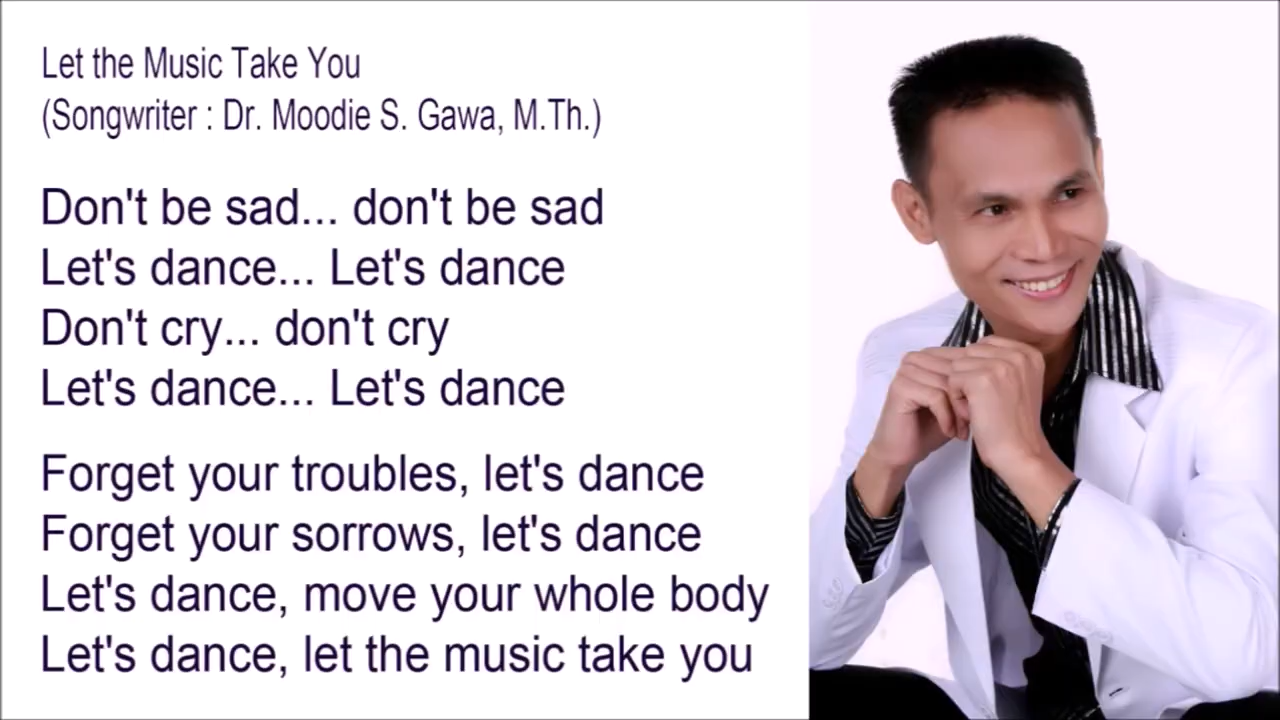 Let the Music Take You
(Songwriter : Dr. Moodie S. Gawa, M.Th.)
Don't be sad... don't be sad
Let's dance... Let's dance
Don't cry... don't cry
Let's dance... Let's dance
Forget your troubles, let's dance
Forget your sorrows, let's dance
Let's dance, move your whole body
Let's dance, let the music take you